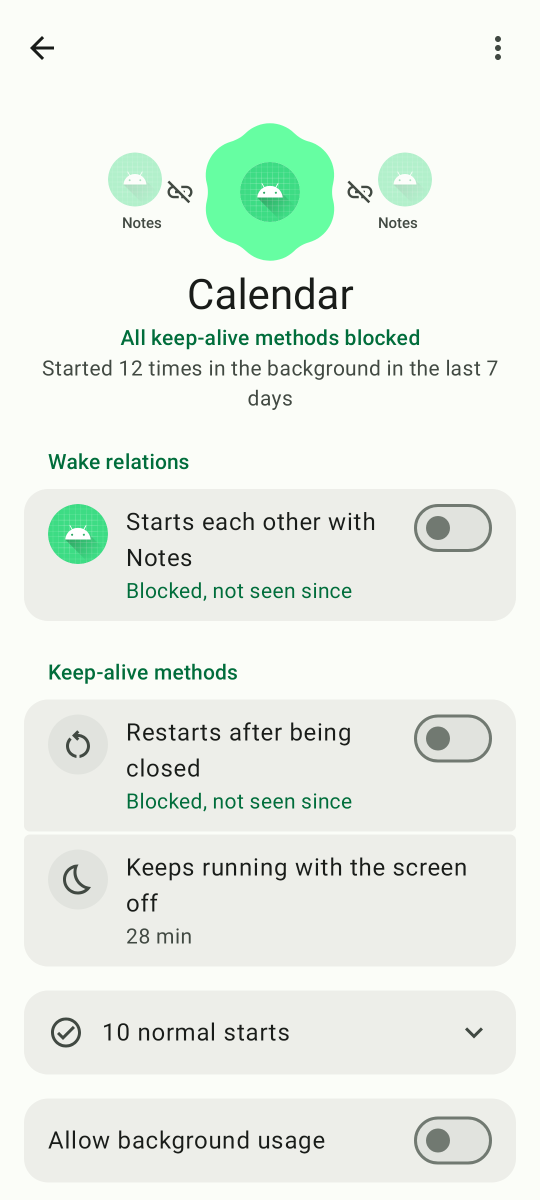 Notes
Notes
Calendar
All keep-alive methods blocked
Started 12 times in the background in the last 7
days
Wake relations
Starts each other with
Notes
Blocked, not seen since
Keep-alive methods
Restarts after being
closed
Blocked, not seen since
Keeps running with the screen
off
28 min
10 normal starts
Allow background usage